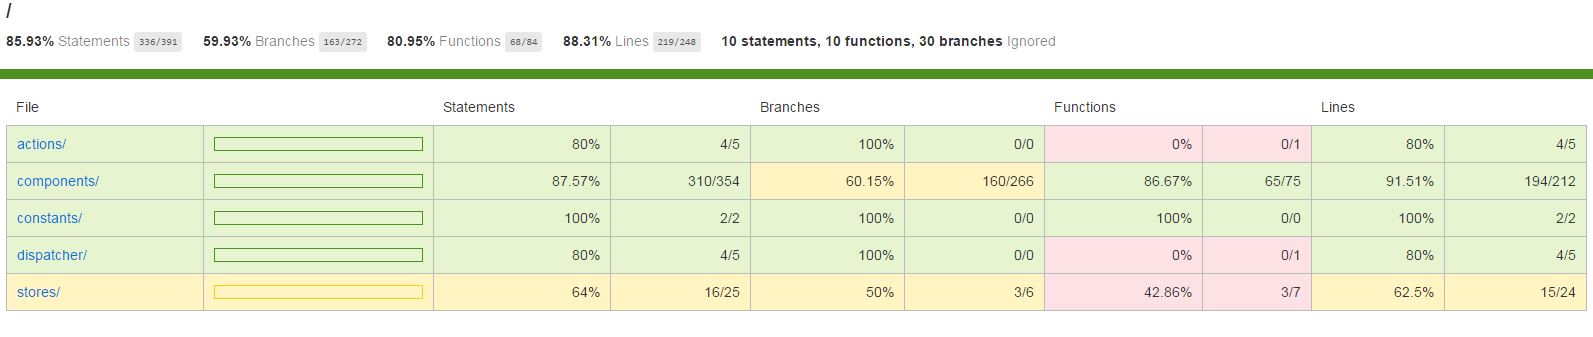 /
85.93% Statements 336/391 59.93% Branches 163/272 80.95% Functions 68/84 88.31% Lines 219/248 10 statements, 10 functions, 30 branches Ignored
File Statements Branches Functions Lines
actions/ 80% 4/5 100% 0/0 0% 0/1 80% 4/5
components/ 87.57% 310/354 60.15% 160/266 86.67% 65/75 91.51% 194/212
constants/ 100% 2/2 100% 0/0 100% 0/0 100% 2/2
dispatcher/ 80% 4/5 100% 0/0 0% 0/1 80% 4/5
stores/ 64% 16/25 50% 3/6 42.86% 3/7 62.5% 15/24